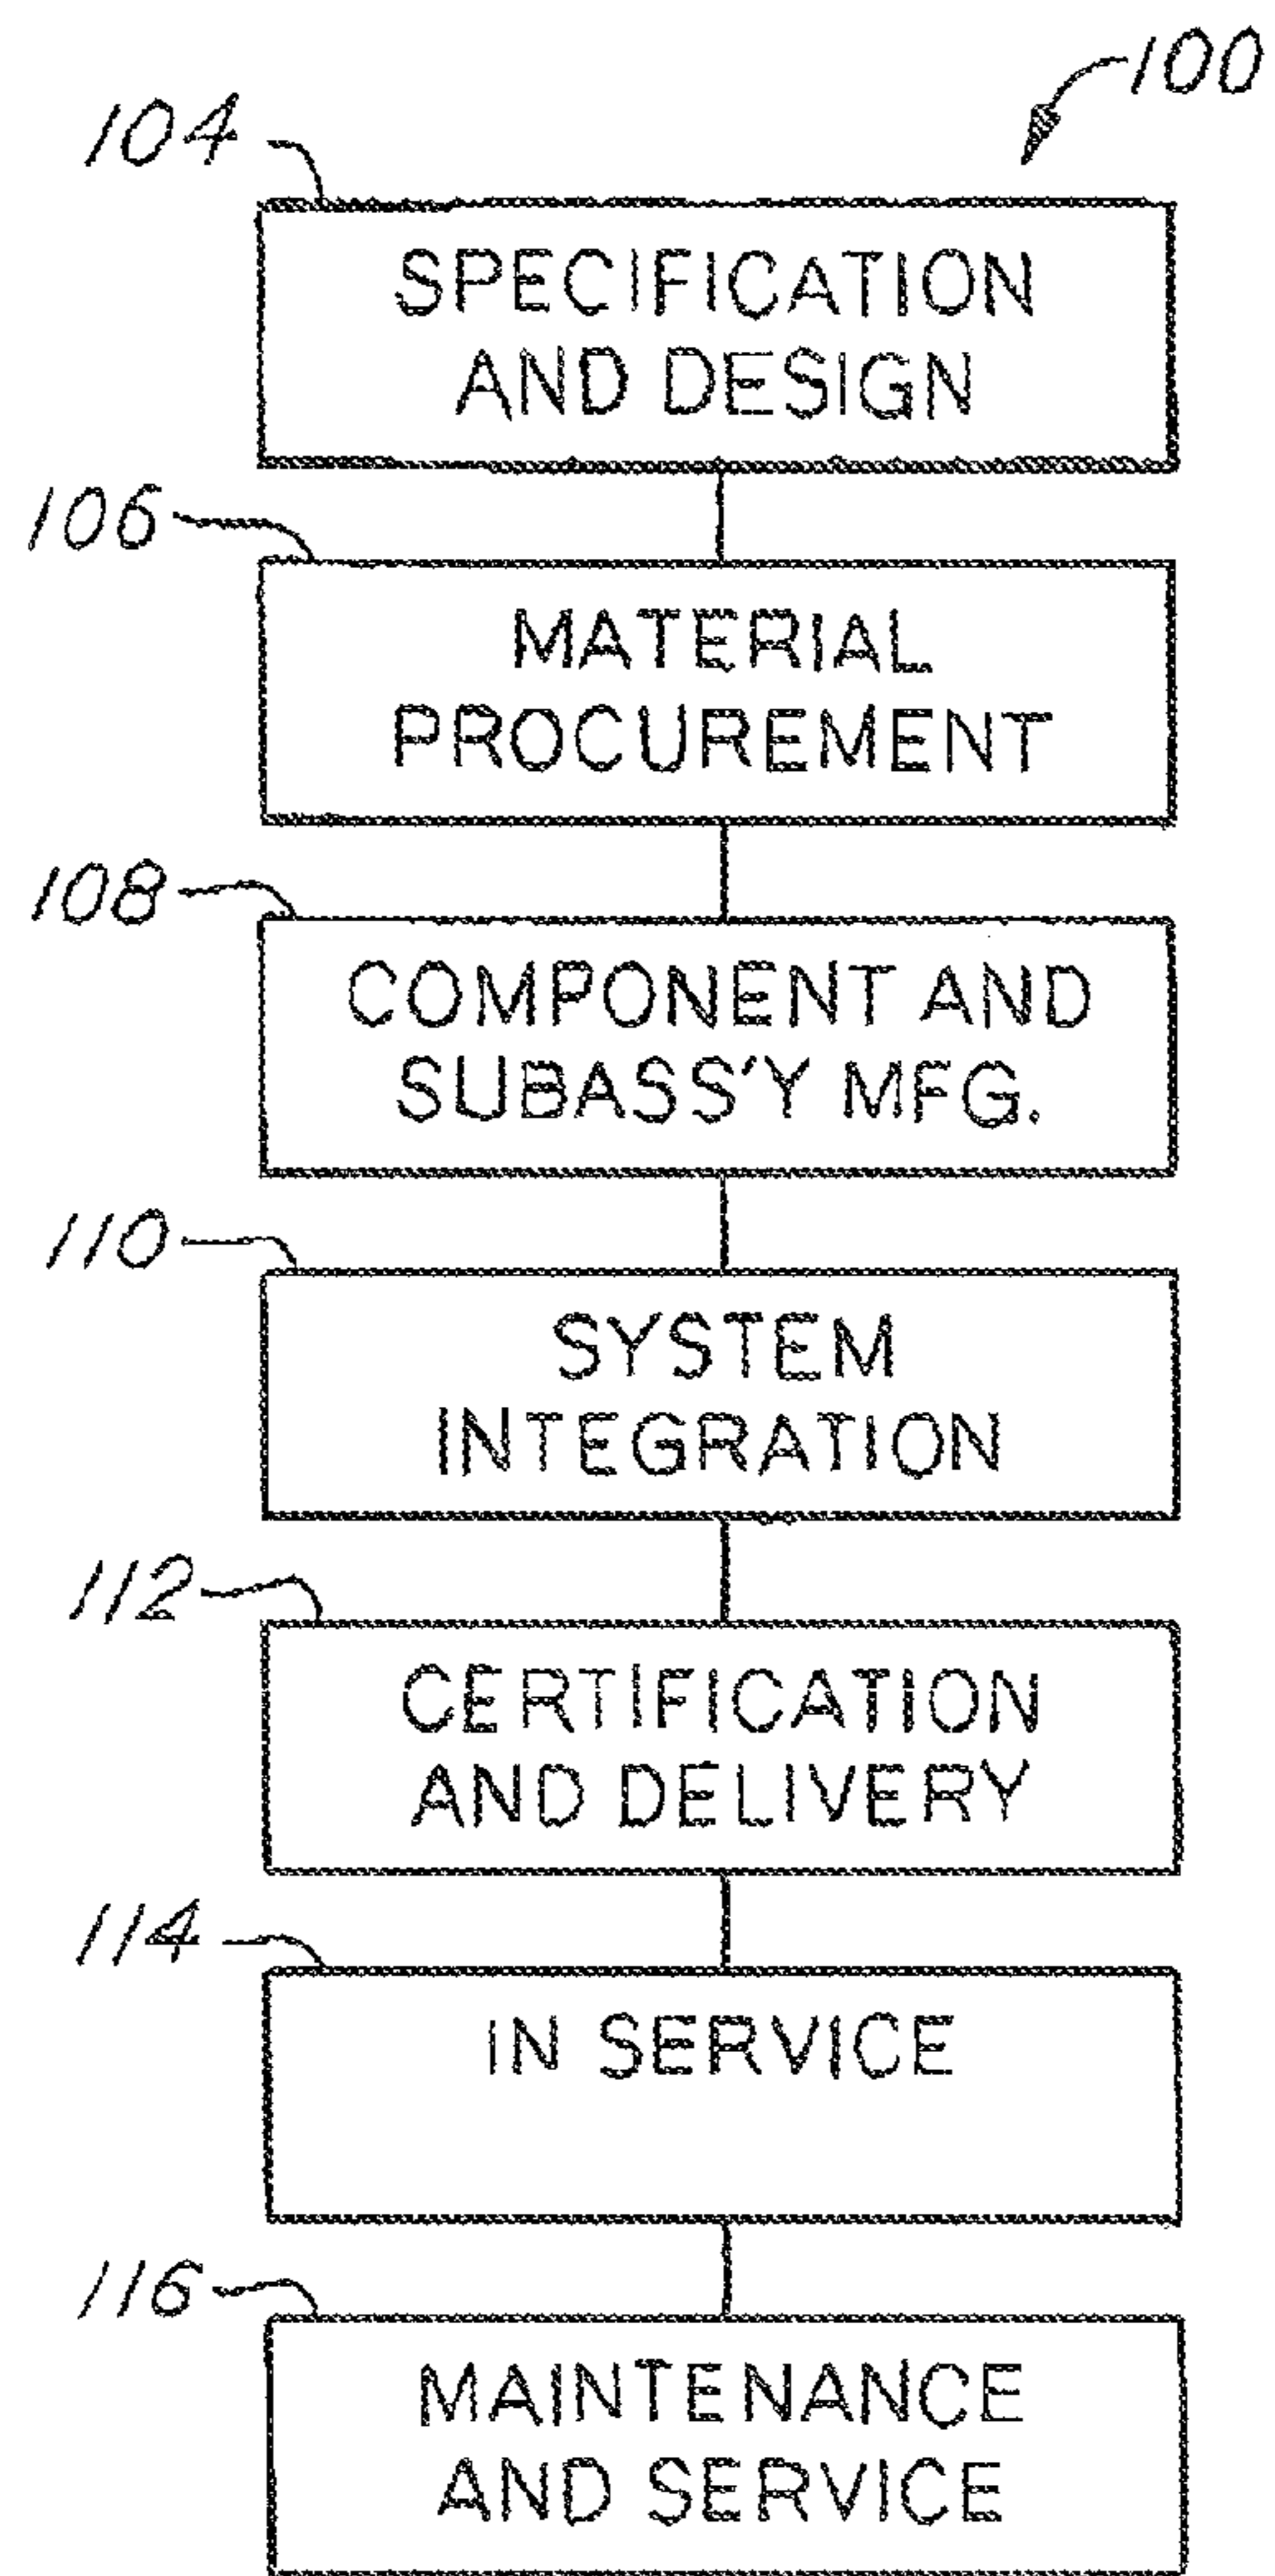 100
104
SPECIFICATION
AND DESIGN
106
MATERIAL
PROCUREMENT
108
COMPONENT AND
SUBASS'Y MFG.
110
SYSTEM
INTEGRATION
112
CERTIFICATION
AND DELIVERY
114
IN SERVICE
116
MAINTENANCE
AND SERVICE